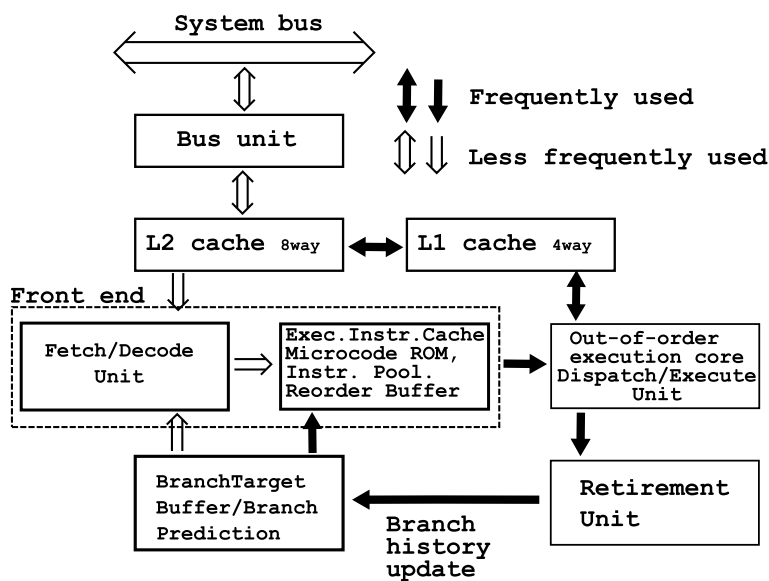 System bus
Frequently used
Bus unit
Less frequently used
L2 cache 8way
L1 cache 4way
Front end
Fetch/Decode
Unit
Exec.Instr.Cache
Microcode ROM,
Instr. Pool.
Reorder Buffer
Out-of-order
execution core
Dispatch/Execute
Unit
BranchTarget
Buffer/Branch
Prediction
Branch
history
update
Retirement
Unit